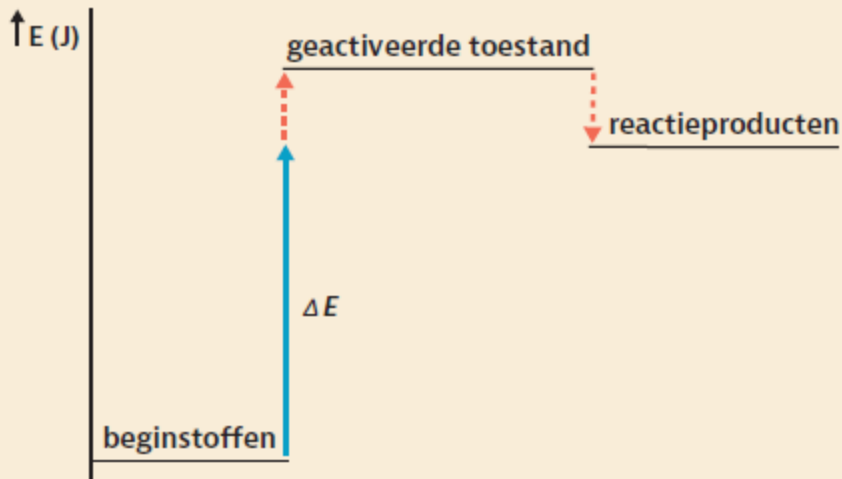 E (J)
geactiveerde toestand
reactieproducten
ΔE
beginstoffen